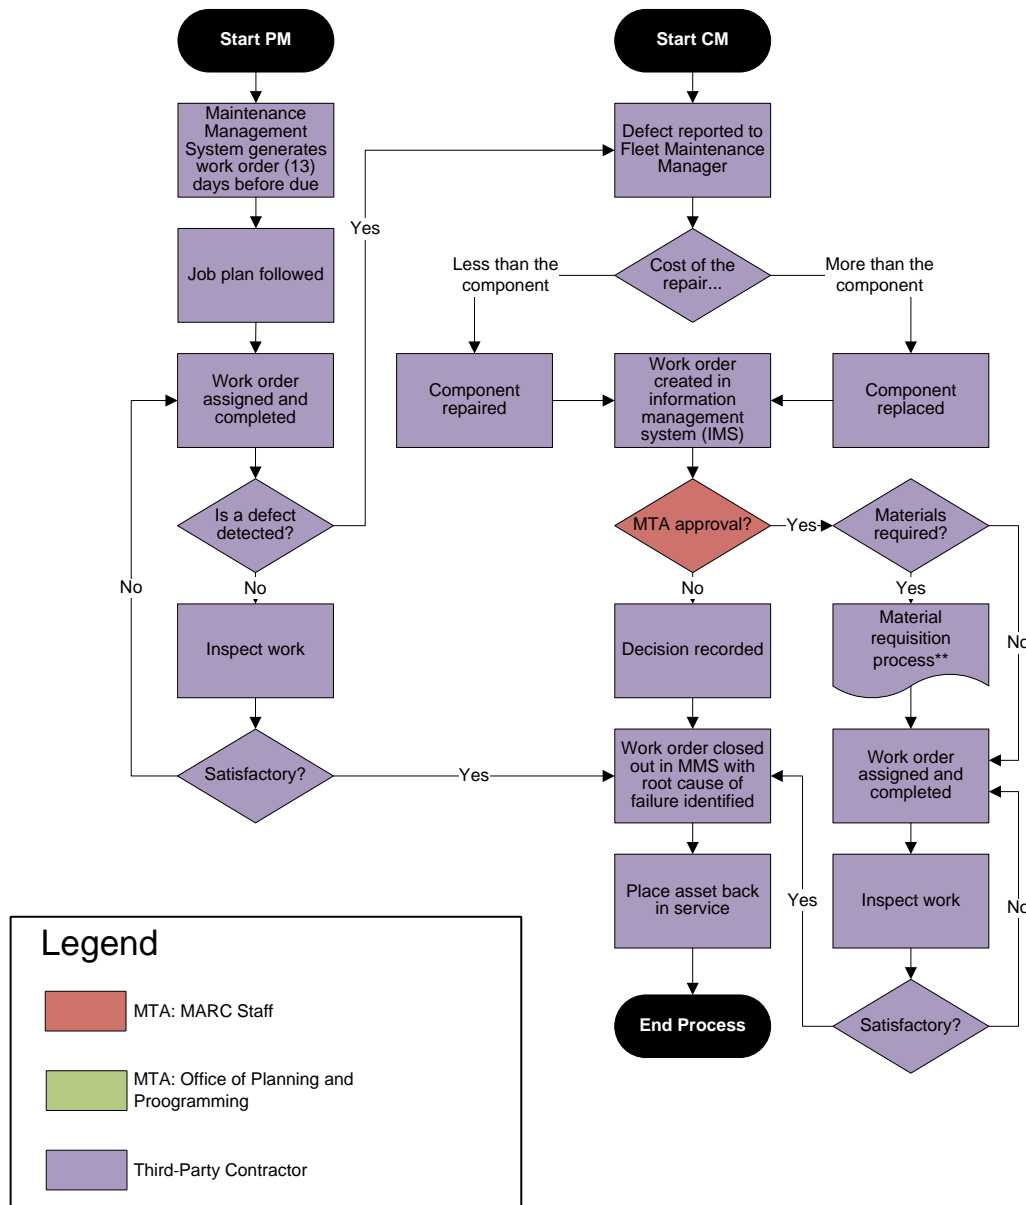 Start PM
Maintenance
Management
System generates
work order (13)
days before due
Job plan followed
Work order
assigned and
completed
Is a defect
detected?
Yes
No
No
Inspect work
Satisfactory?
Yes
Start CM
Defect reported to
Fleet Maintenance
Manager
Cost of the
repair...
Less than the
component
More than the
component
Component
repaired
Work order
created in
information
management
system (IMS)
Component
replaced
MTA approval?
Yes
Materials
required?
No
Yes
Decision recorded
Material
requisition
process**
No
Work order closed
out in MMS with
root cause of
failure identified
Work order
assigned and
completed
Place asset back
in service
Yes
Inspect work
No
End Process
Satisfactory?
Legend
MTA: MARC Staff
MTA: Office of Planning and
Proogramming
Third-Party Contractor